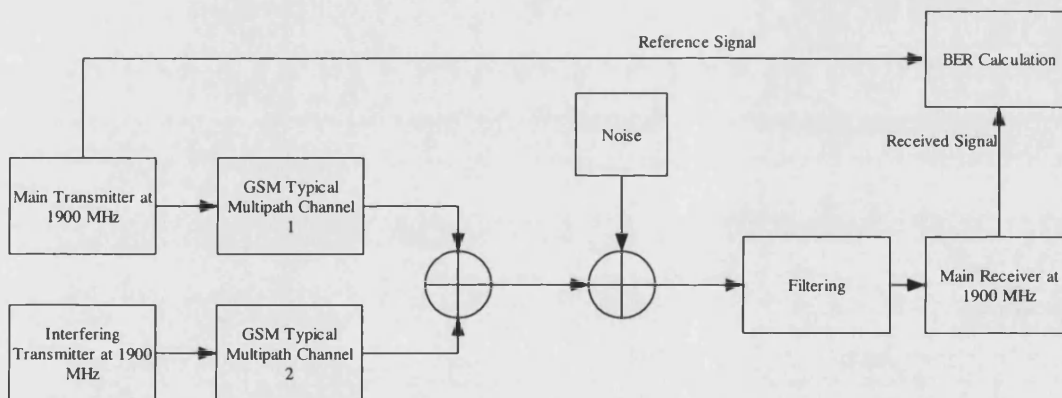 Reference Signal
BER Calculation
Noise
Received Signal
Main Transmitter at
1900 MHz
GSM Typical
Multipath Channel
1
Filtering
Main Receiver at
1900 MHz
Interfering
Transmitter at 1900
MHz
GSM Typical
Multipath Channel
2